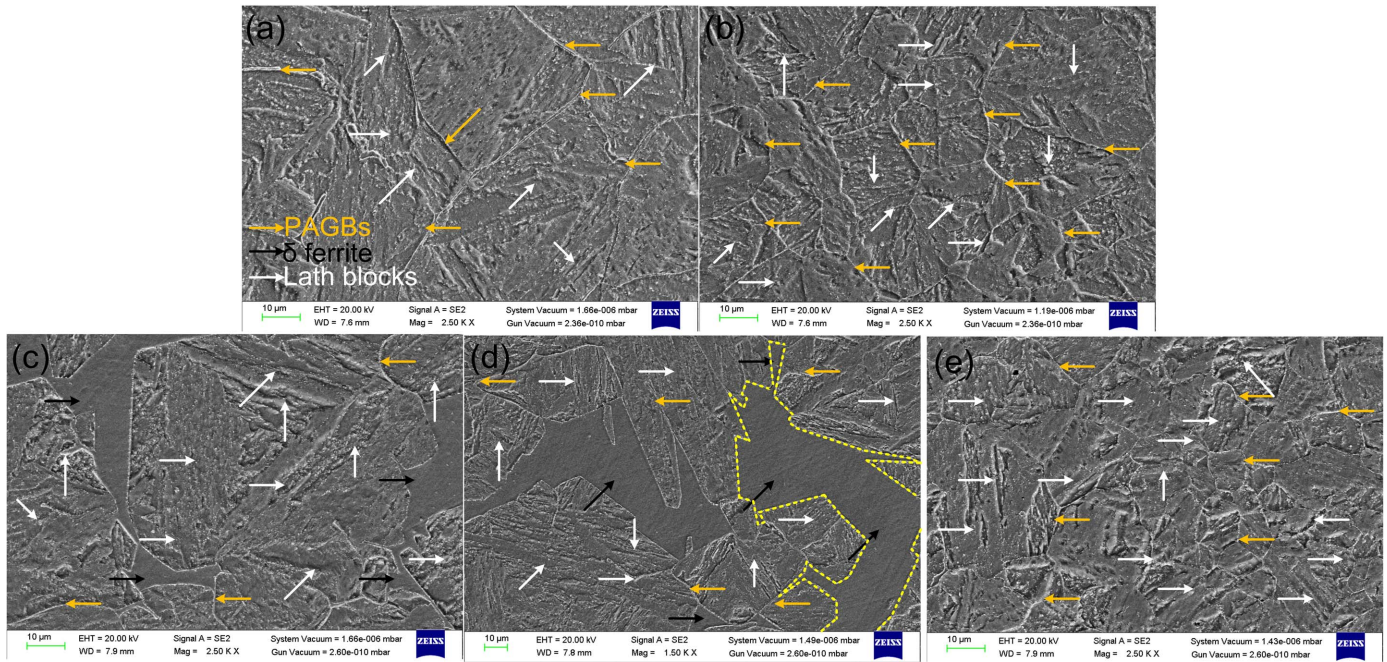 (a)
PAGBs
δ ferrite
Lath blocks
10 µm
EHT = 20.00 kV
WD = 7.6 mm
Signal A = SE2
Mag = 2.50 K X
System Vacuum = 1.66e-006 mbar
Gun Vacuum = 2.36e-010 mbar
ZEISS
(b)
10 µm
EHT = 20.00 kV
WD = 7.6 mm
Signal A = SE2
Mag = 2.50 K X
System Vacuum = 1.19e-006 mbar
Gun Vacuum = 2.36e-010 mbar
ZEISS
(c)
10 µm
EHT = 20.00 kV
WD = 7.9 mm
Signal A = SE2
Mag = 2.50 K X
System Vacuum = 1.66e-006 mbar
Gun Vacuum = 2.60e-010 mbar
ZEISS
(d)
10 µm
EHT = 20.00 kV
WD = 7.8 mm
Signal A = SE2
Mag = 1.50 K X
System Vacuum = 1.49e-006 mbar
Gun Vacuum = 2.60e-010 mbar
ZEISS
(e)
10 µm
EHT = 20.00 kV
WD = 7.9 mm
Signal A = SE2
Mag = 2.50 K X
System Vacuum = 1.43e-006 mbar
Gun Vacuum = 2.60e-010 mbar
ZEISS